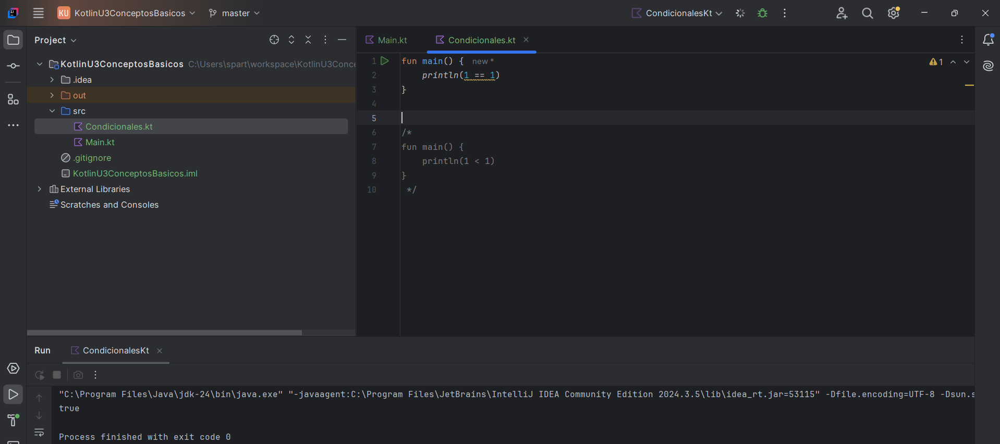 KU KotlinU3ConceptosBasicos master CondicionalesKt
Project
KotlinU3ConceptosBasicos C:\Users\spart\workspace\KotlinU3Conce
.idea
out
src
Condicionales.kt
Main.kt
.gitignore
KotlinU3ConceptosBasicos.iml
External Libraries
Scratches and Consoles
Main.kt Condicionales.kt
1 fun main() { new *
2 println(1 == 1)
3 }
4
5
6 /*
7 fun main() {
8 println(1 < 1)
9 }
10 */
1
Run CondicionalesKt
"C:\Program Files\Java\jdk-24\bin\java.exe" "-javaagent:C:\Program Files\JetBrains\IntelliJ IDEA Community Edition 2024.3.5\lib\idea_rt.jar=53115" -Dfile.encoding=UTF-8 -Dsun.s
true
Process finished with exit code 0